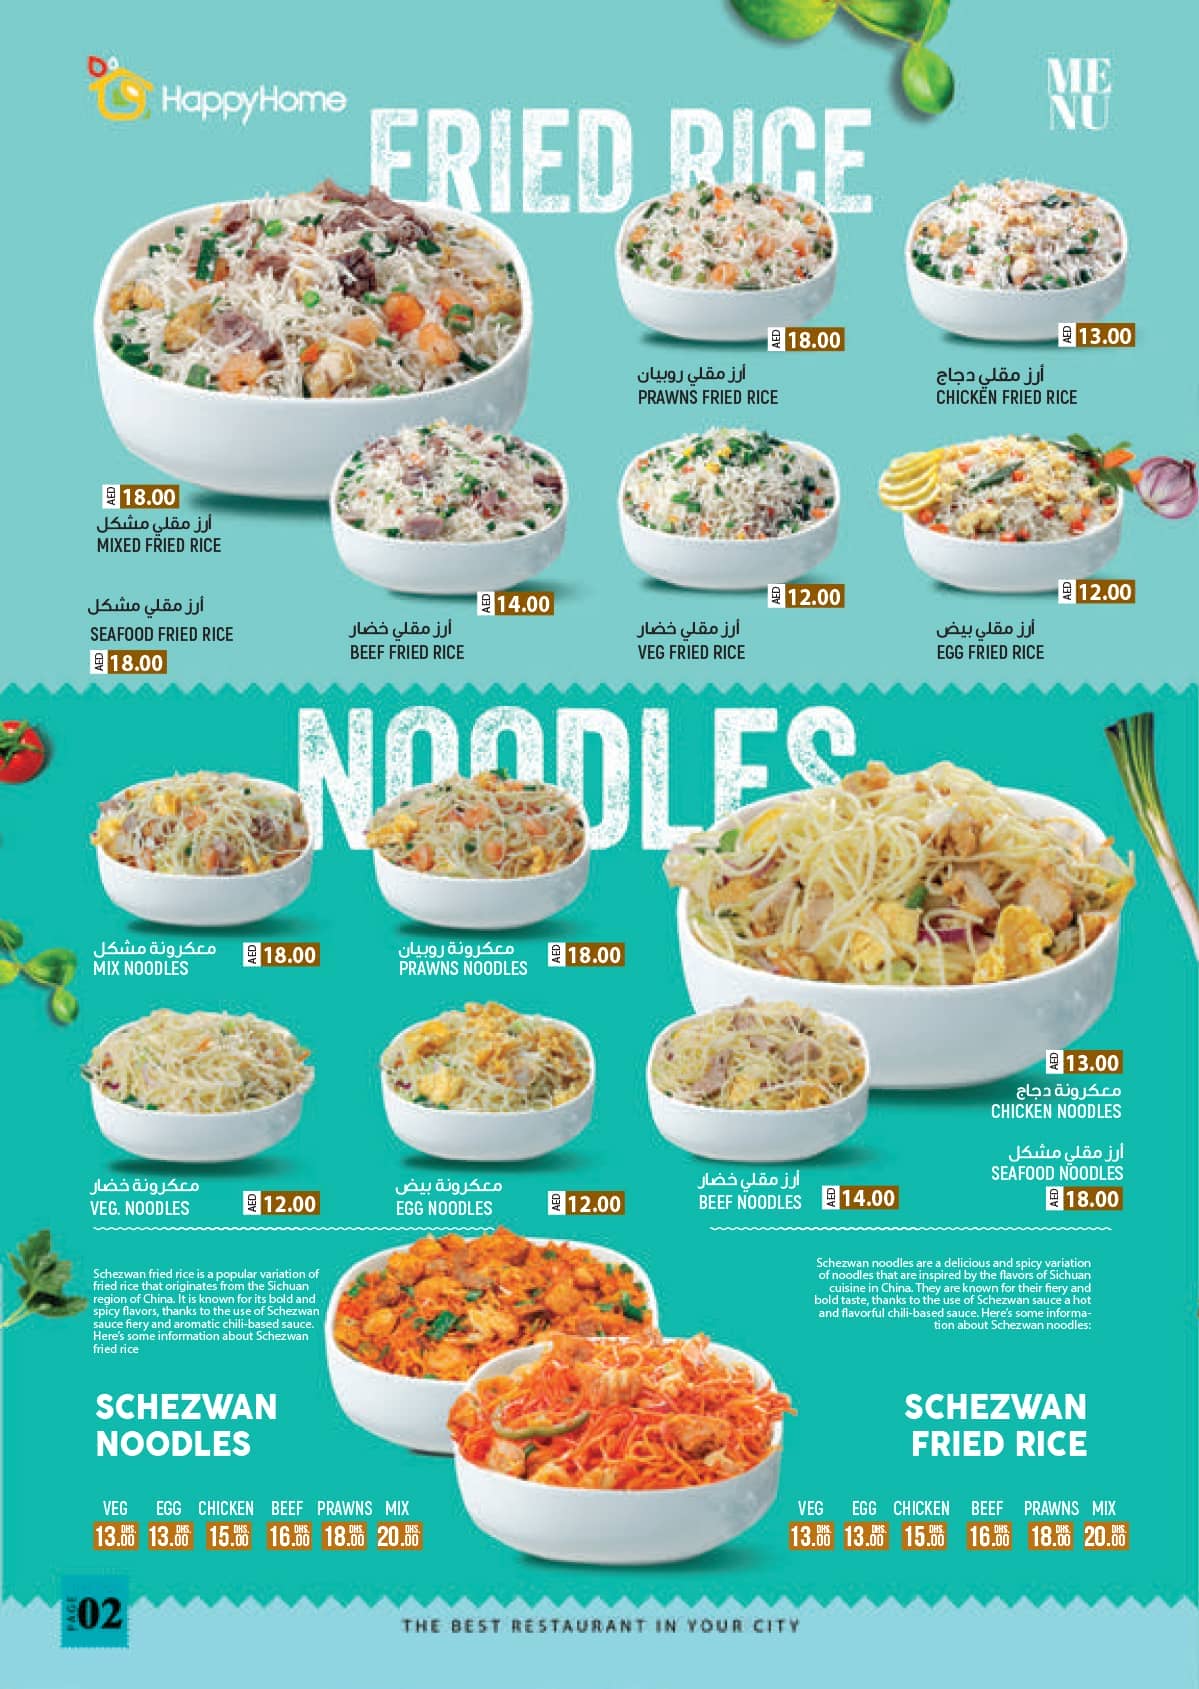 HappyHome
ME
NU
FRIED RICE
AED 18.00
أرز مقلي روبيان
PRAWNS FRIED RICE
AED 13.00
أرز مقلي دجاج
CHICKEN FRIED RICE
AED 18.00
أرز مقلي مشكل
MIXED FRIED RICE
أرز مقلي مشكل
SEAFOOD FRIED RICE
AED 18.00
AED 14.00
أرز مقلي خضار
BEEF FRIED RICE
AED 12.00
أرز مقلي خضار
VEG FRIED RICE
AED 12.00
أرز مقلي بيض
EGG FRIED RICE
NOODLES
معكرونة مشكل
MIX NOODLES
AED 18.00
معكرونة روبيان
PRAWNS NOODLES
AED 18.00
AED 13.00
معكرونة دجاج
CHICKEN NOODLES
أرز مقلي مشكل
SEAFOOD NOODLES
AED 18.00
معكرونة خضار
VEG. NOODLES
AED 12.00
معكرونة بيض
EGG NOODLES
AED 12.00
أرز مقلي خضار
BEEF NOODLES
AED 14.00
Schezwan fried rice is a popular variation of
fried rice that originates from the Sichuan
region of China. It is known for its bold and
spicy flavors, thanks to the use of Schezwan
sauce fiery and aromatic chili-based sauce.
Here's some information about Schezwan
fried rice
Schezwan noodles are a delicious and spicy variation
of noodles that are inspired by the flavors of Sichuan
cuisine in China. They are known for their fiery and
bold taste, thanks to the use of Schezwan sauce a hot
and flavorful chili-based sauce. Here's some informa-
tion about Schezwan noodles:
SCHEZWAN
NOODLES
VEG EGG CHICKEN BEEF PRAWNS MIX
13.00 DHS. 13.00 DHS. 15.00 DHS. 16.00 DHS. 18.00 DHS. 20.00 DHS.
SCHEZWAN
FRIED RICE
VEG EGG CHICKEN BEEF PRAWNS MIX
13.00 DHS. 13.00 DHS. 15.00 DHS. 16.00 DHS. 18.00 DHS. 20.00 DHS.
PAGE 02
THE BEST RESTAURANT IN YOUR CITY